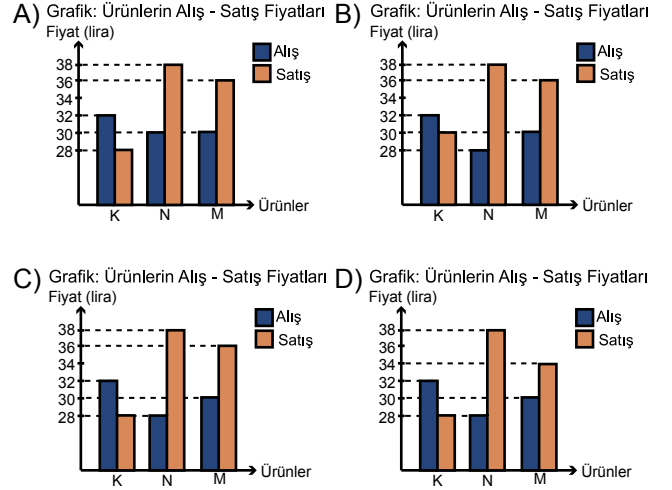 A) Grafik: Ürünlerin Alış - Satış Fiyatları
Fiyat (lira)
Alış
Satış
38
36
34
32
30
28
K N M
Ürünler
B) Grafik: Ürünlerin Alış - Satış Fiyatları
Fiyat (lira)
Alış
Satış
38
36
34
32
30
28
K N M
Ürünler
C) Grafik: Ürünlerin Alış - Satış Fiyatları
Fiyat (lira)
Alış
Satış
38
36
34
32
30
28
K N M
Ürünler
D) Grafik: Ürünlerin Alış - Satış Fiyatları
Fiyat (lira)
Alış
Satış
38
36
34
32
30
28
K N M
Ürünler